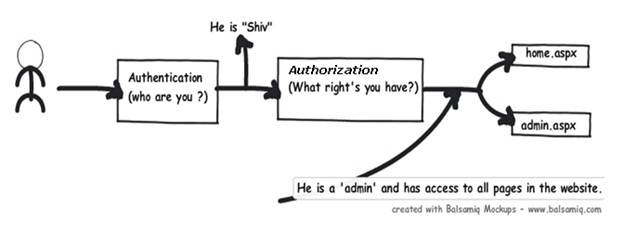 He is "Shiv"
Authentication
(who are you ?)
Authorization
(What right's you have?)
home.aspx
admin.aspx
He is a 'admin' and has access to all pages in the website.
created with Balsamiq Mockups - www.balsamiq.com